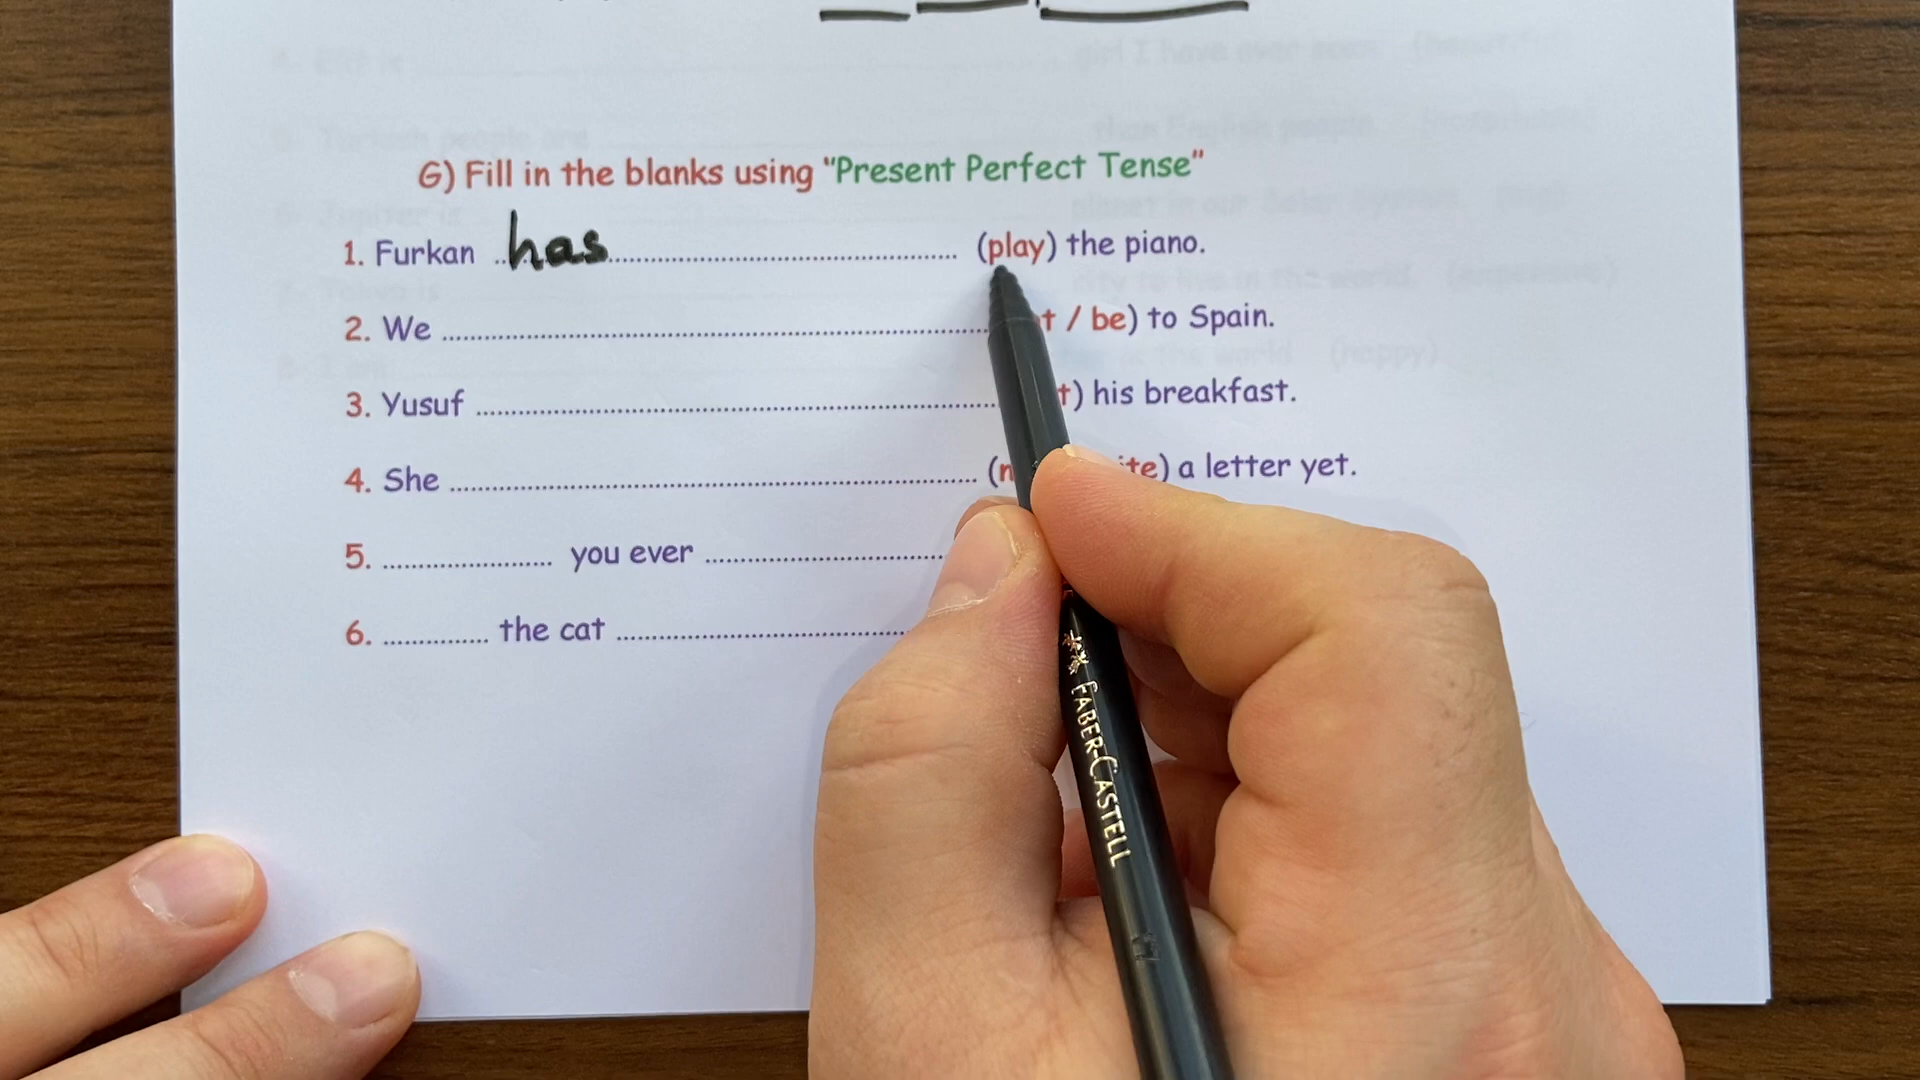 G) Fill in the blanks using "Present Perfect Tense"
1. Furkan has (play) the piano.
2. We ........ t / be) to Spain.
3. Yusuf ........ t) his breakfast.
4. She ........ (n te) a letter yet.
5. ........ you ever ........
6. ........ the cat ........
FABER-CASTELL